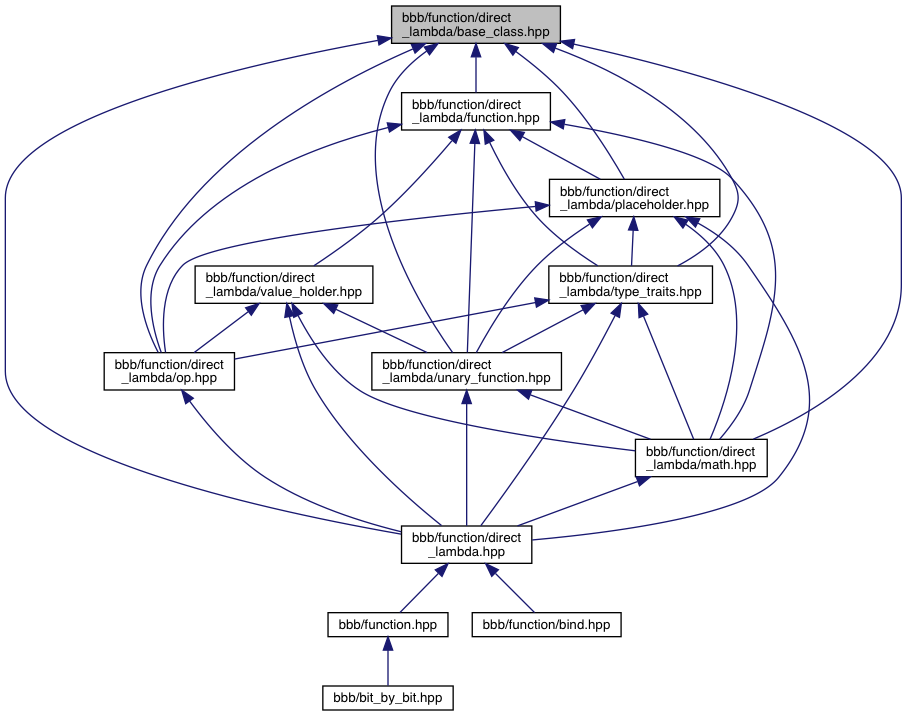 bbb/function/direct
_lambda/base_class.hpp
bbb/function/direct
_lambda/function.hpp
bbb/function/direct
_lambda/placeholder.hpp
bbb/function/direct
_lambda/value_holder.hpp
bbb/function/direct
_lambda/type_traits.hpp
bbb/function/direct
_lambda/op.hpp
bbb/function/direct
_lambda/unary_function.hpp
bbb/function/direct
_lambda/math.hpp
bbb/function/direct
_lambda.hpp
bbb/function.hpp
bbb/function/bind.hpp
bbb/bit_by_bit.hpp